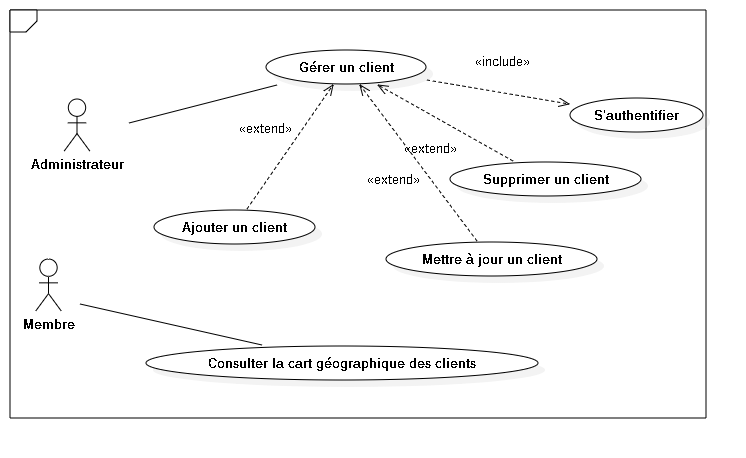 Gérer un client
«include»
S'authentifier
Administrateur
«extend»
«extend»
«extend»
Supprimer un client
Ajouter un client
Mettre à jour un client
Membre
Consulter la cart géographique des clients